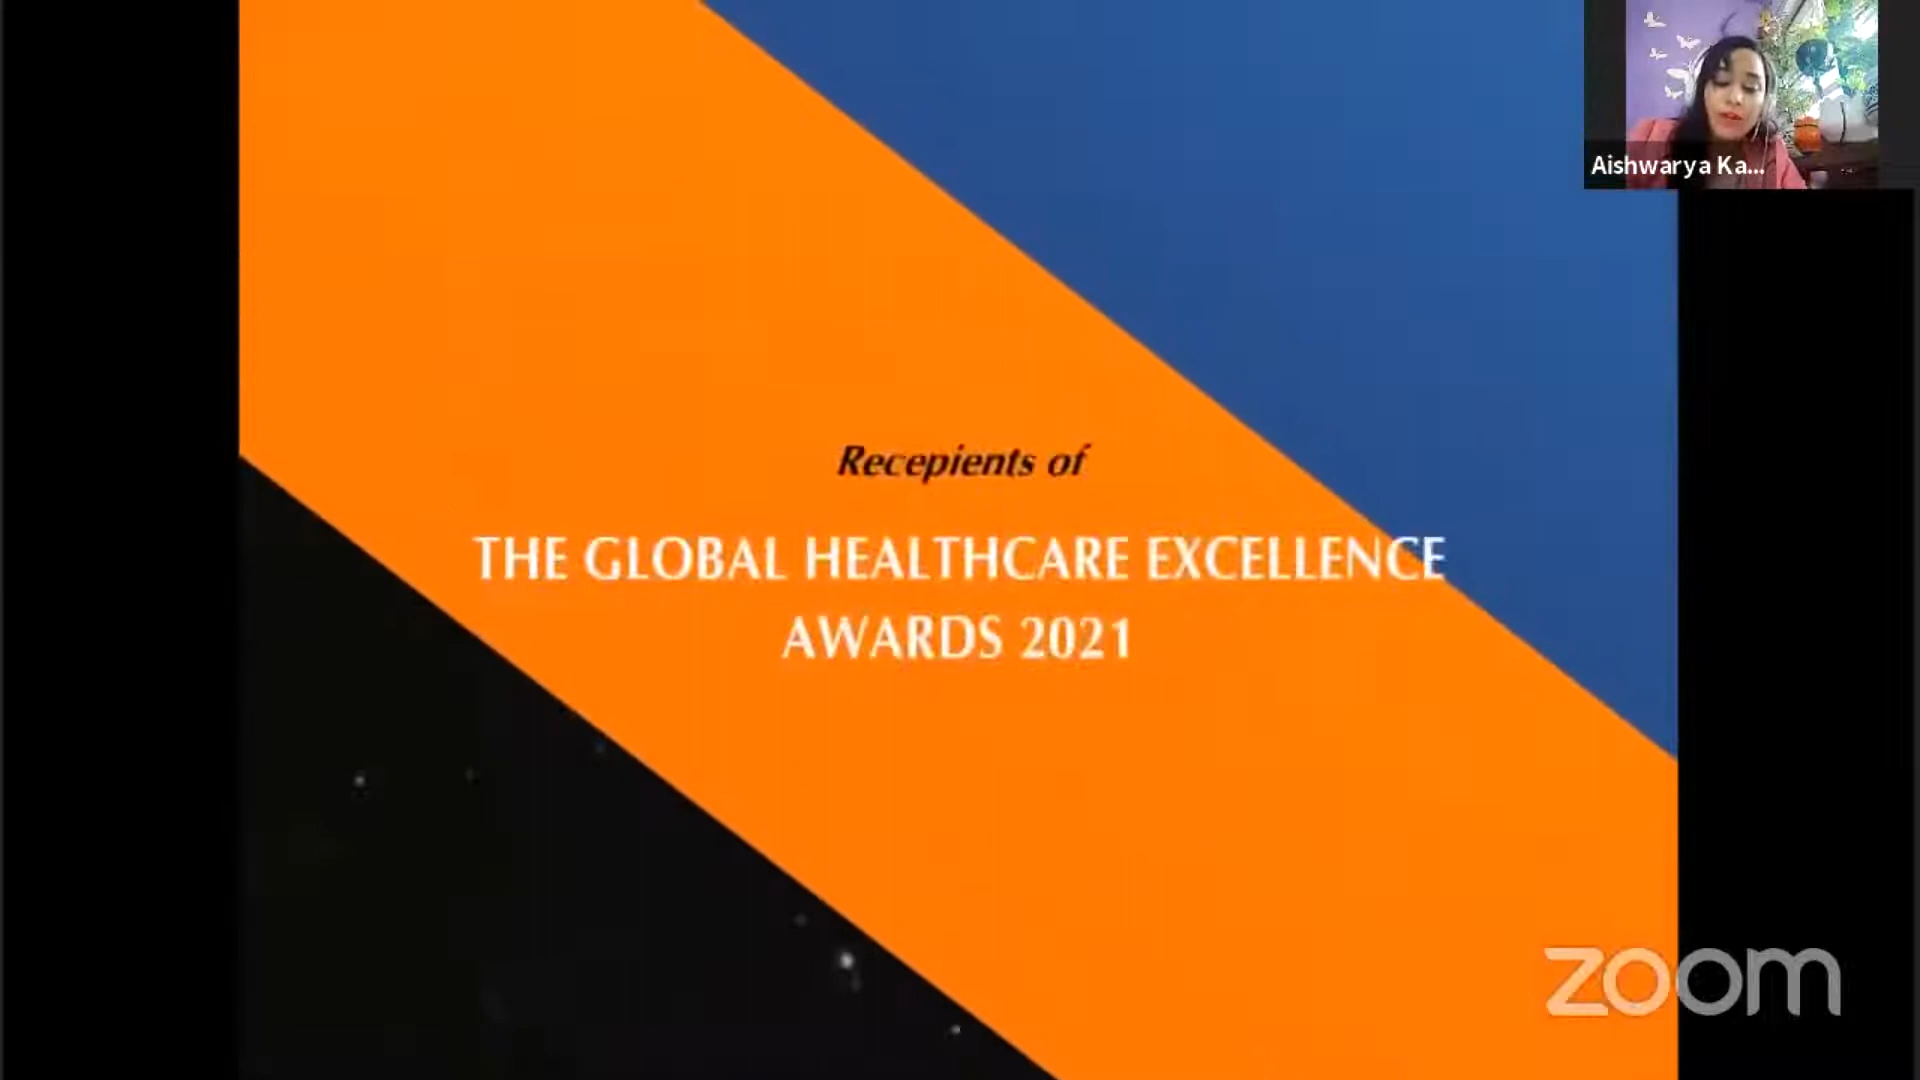 Aishwarya Ka...
Recepients of
THE GLOBAL HEALTHCARE EXCELLENCE
AWARDS 2021
zoom